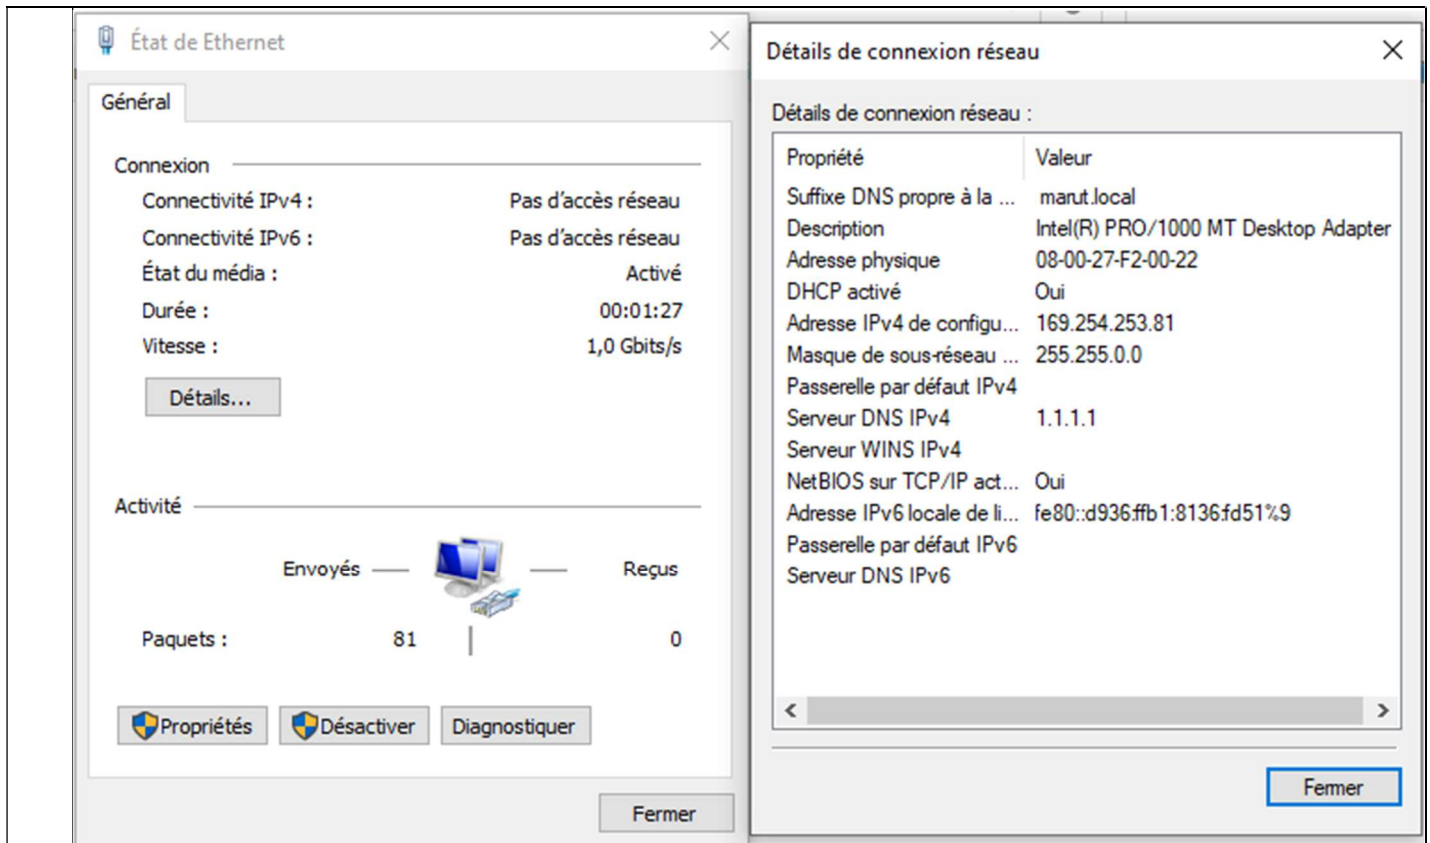 État de Ethernet
Général
Connexion
Connectivité IPv4 : Pas d'accès réseau
Connectivité IPv6 : Pas d'accès réseau
État du média : Activé
Durée : 00:01:27
Vitesse : 1,0 Gbits/s
Détails...
Activité
Envoyés Reçus
Paquets : 81 0
Propriétés Désactiver Diagnostiquer
Fermer
Détails de connexion réseau
Détails de connexion réseau :
Propriété Valeur
Suffixe DNS propre à la ... marut.local
Description Intel(R) PRO/1000 MT Desktop Adapter
Adresse physique 08-00-27-F2-00-22
DHCP activé Oui
Adresse IPv4 de configu... 169.254.253.81
Masque de sous-réseau ... 255.255.0.0
Passerelle par défaut IPv4
Serveur DNS IPv4 1.1.1.1
Serveur WINS IPv4
NetBIOS sur TCP/IP act... Oui
Adresse IPv6 locale de li... fe80::d936:ffb1:8136:fd51%9
Passerelle par défaut IPv6
Serveur DNS IPv6
Fermer